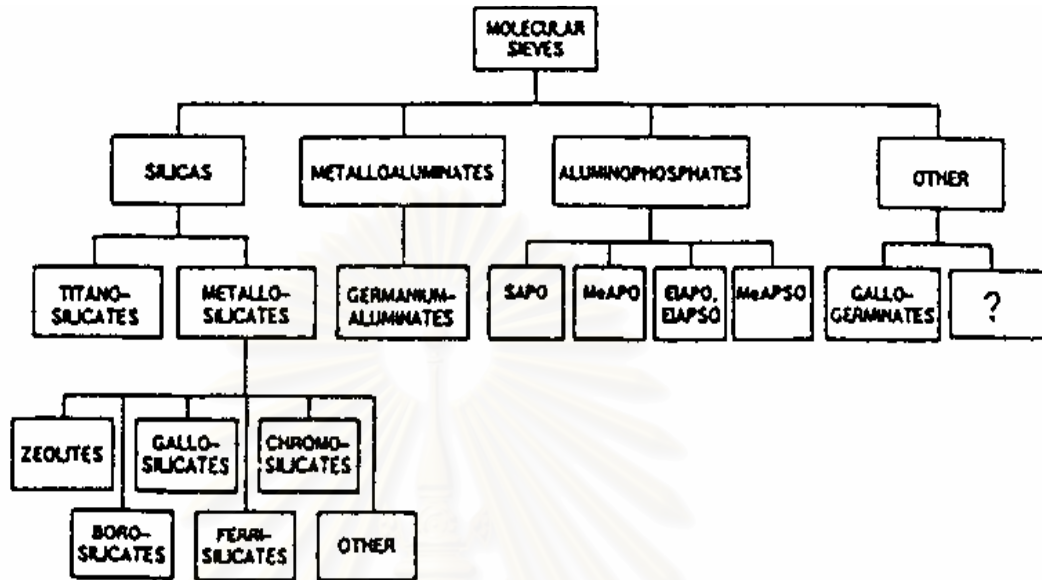 MOLECULAR
SIEVES
SILICAS
METALLOALUMINATES
ALUMINOPHOSPHATES
OTHER
TITANO-
SILICATES
METALLO-
SILICATES
GERMANIUM-
ALUMINATES
SAPO
MeAPO
ElAPO,
ElAPSO
MeAPSO
GALLO-
GERMINATES
?
ZEOLITES
GALLO-
SILICATES
CHROMO-
SILICATES
BORO-
SILICATES
FERRI-
SILICATES
OTHER